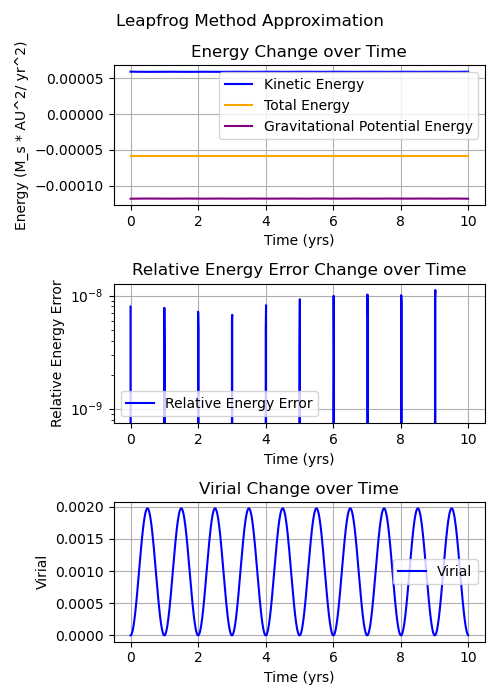 Leapfrog Method Approximation
Energy Change over Time
Energy (M_s * AU^2/ yr^2)
0.00005
0.00000
−0.00005
−0.00010
Kinetic Energy
Total Energy
Gravitational Potential Energy
0 2 4 6 8 10
Time (yrs)
Relative Energy Error Change over Time
Relative Energy Error
10⁻⁸
10⁻⁹
Relative Energy Error
0 2 4 6 8 10
Time (yrs)
Virial Change over Time
Virial
0.0020
0.0015
0.0010
0.0005
0.0000
Virial
0 2 4 6 8 10
Time (yrs)